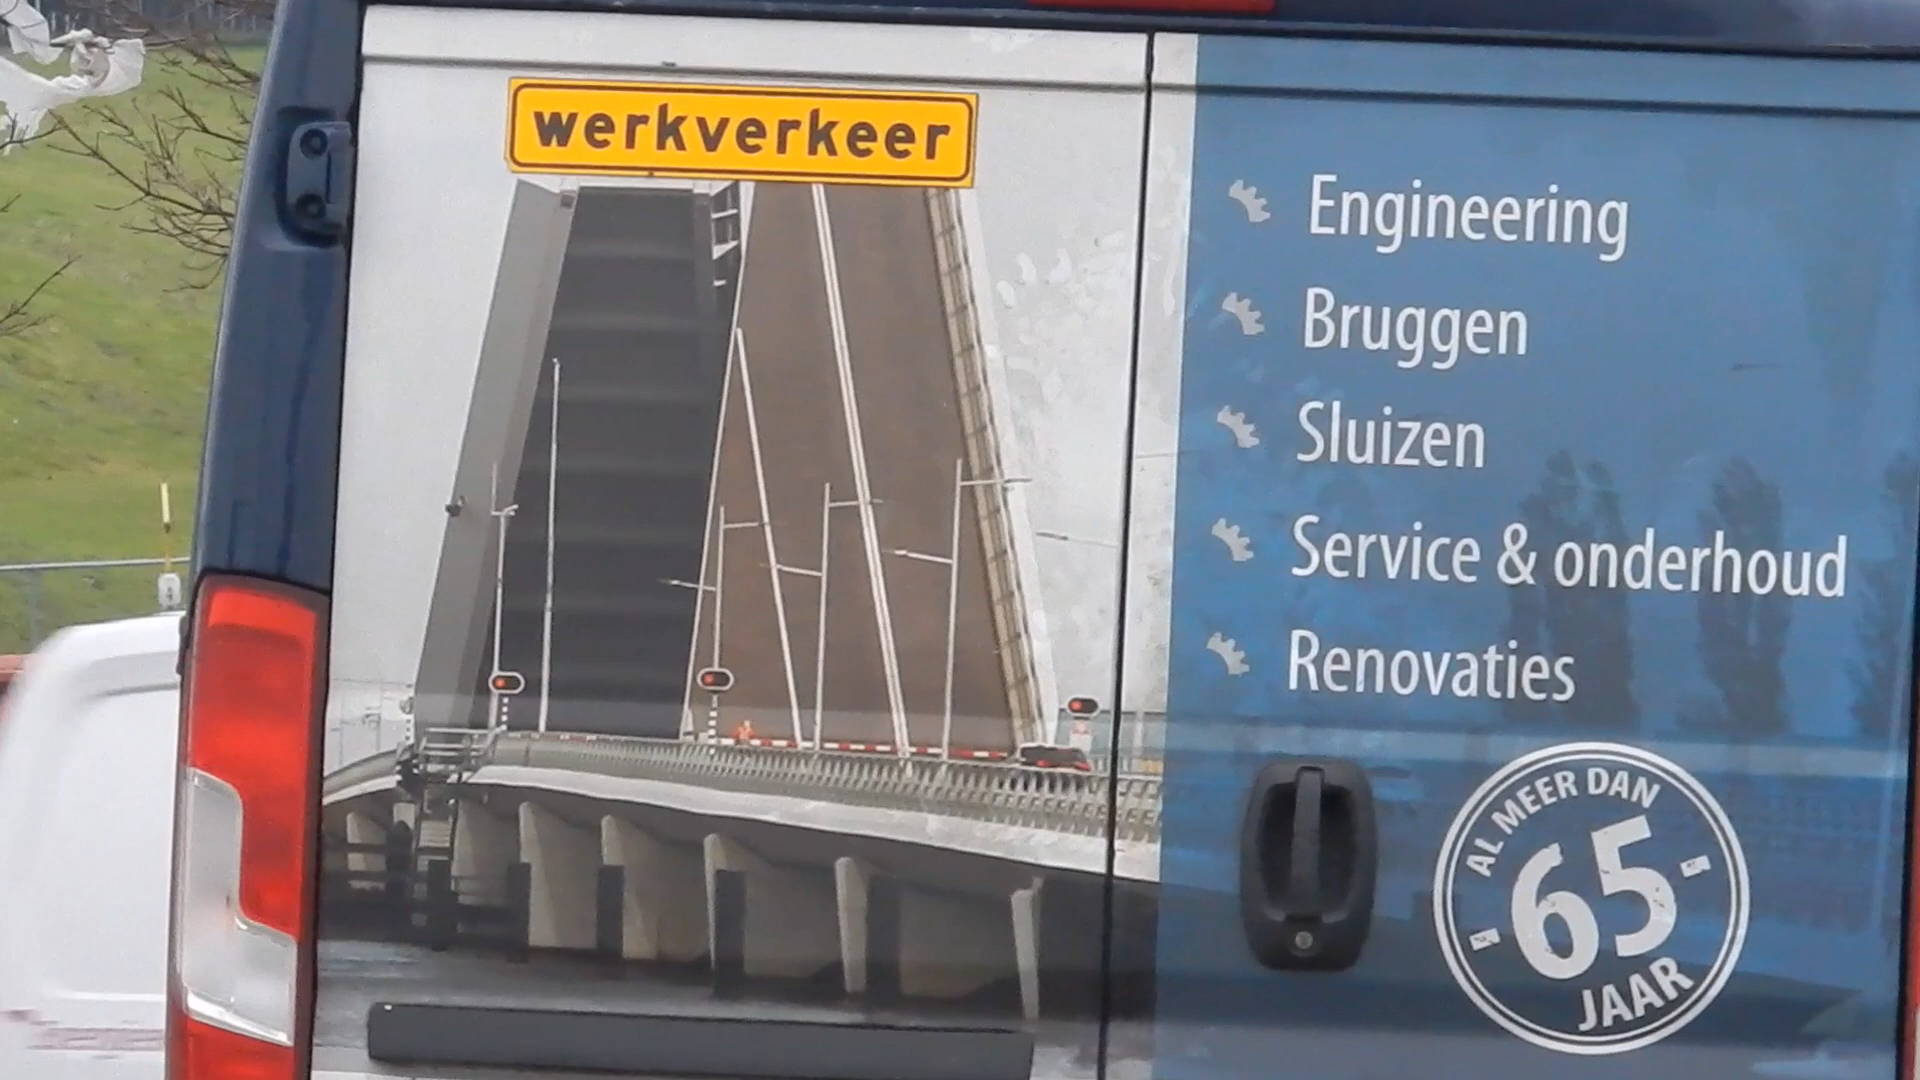 werkverkeer
Engineering
Bruggen
Sluizen
Service & onderhoud
Renovaties
AL MEER DAN
65
JAAR